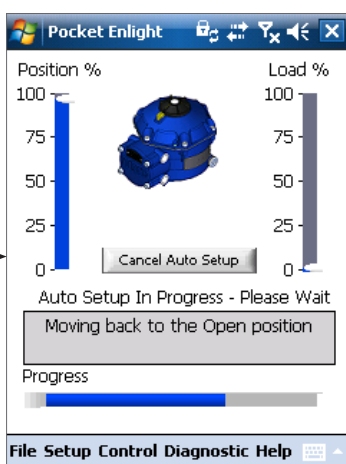 Pocket Enlight
Position %
Load %
100
100
75
75
50
50
25
25
0
0
Cancel Auto Setup
Auto Setup In Progress - Please Wait
Moving back to the Open position
Progress
File Setup Control Diagnostic Help